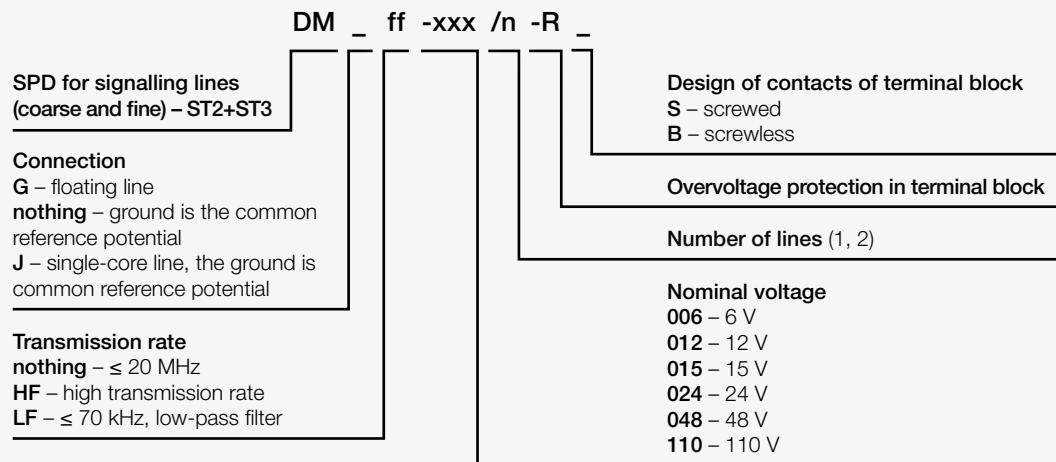 DM _ ff -xxx /n -R _
SPD for signalling lines
(coarse and fine) – ST2+ST3
Connection
G – floating line
nothing – ground is the common
reference potential
J – single-core line, the ground is
common reference potential
Transmission rate
nothing – ≤ 20 MHz
HF – high transmission rate
LF – ≤ 70 kHz, low-pass filter
Design of contacts of terminal block
S – screwed
B – screwless
Overvoltage protection in terminal block
Number of lines (1, 2)
Nominal voltage
006 – 6 V
012 – 12 V
015 – 15 V
024 – 24 V
048 – 48 V
110 – 110 V